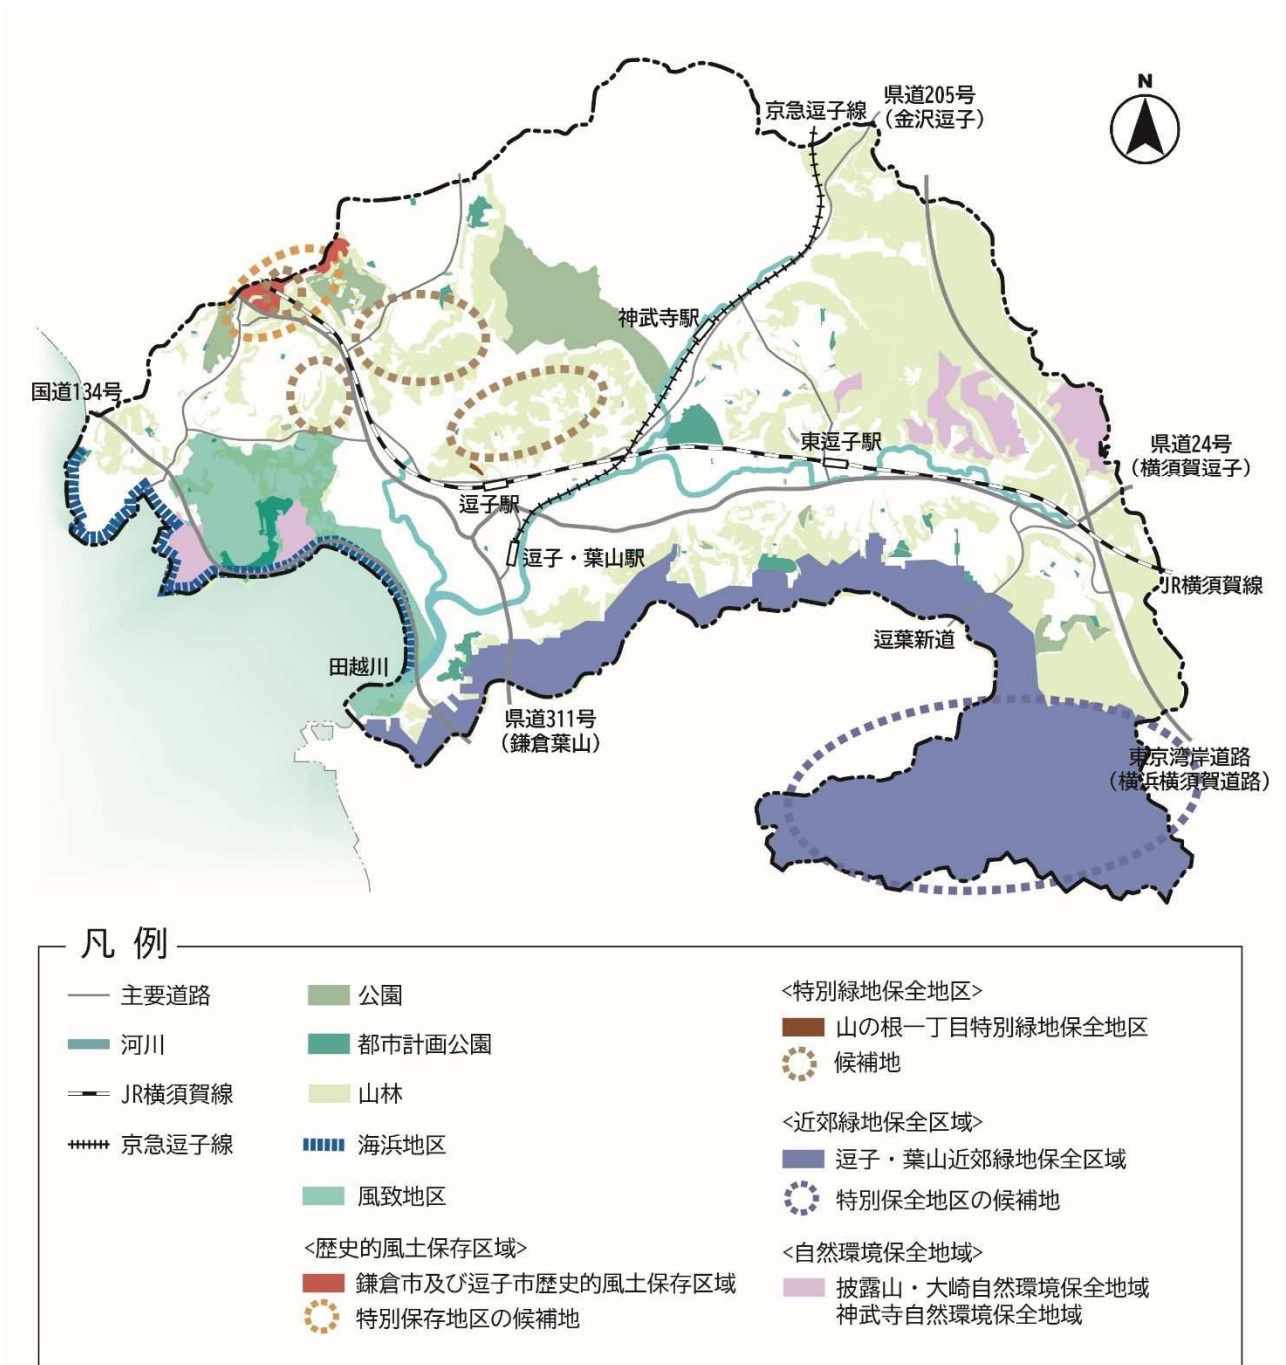 N
県道205号
(金沢逗子)
京急逗子線
神武寺駅
国道134号
東逗子駅
県道24号
(横須賀逗子)
逗子駅
逗子・葉山駅
JR横須賀線
逗葉新道
田越川
県道311号
(鎌倉葉山)
東京湾岸道路
(横浜横須賀道路)
凡例
主要道路
河川
JR横須賀線
京急逗子線
公園
都市計画公園
山林
海浜地区
風致地区
<歴史的風土保存区域>
鎌倉市及び逗子市歴史的風土保存区域
特別保存地区の候補地
<特別緑地保全地区>
山の根一丁目特別緑地保全地区
候補地
<近郊緑地保全区域>
逗子・葉山近郊緑地保全区域
特別保全地区の候補地
<自然環境保全地域>
披露山・大崎自然環境保全地域
神武寺自然環境保全地域